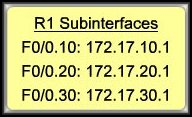 R1 Subinterfaces
F0/0.10: 172.17.10.1
F0/0.20: 172.17.20.1
F0/0.30: 172.17.30.1